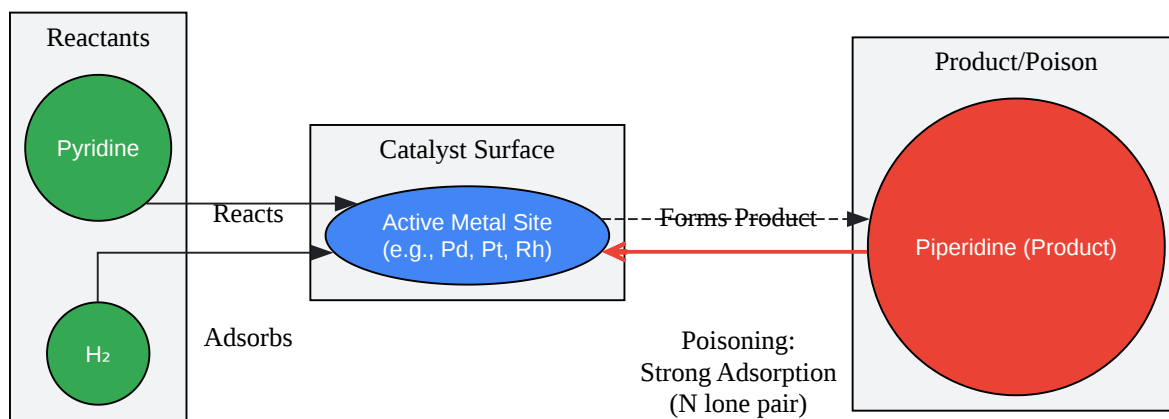 Reactants
Pyridine
H₂
Reacts
Adsorbs
Catalyst Surface
Active Metal Site
(e.g., Pd, Pt, Rh)
Forms Product
Poisoning:
Strong Adsorption
(N lone pair)
Product/Poison
Piperidine (Product)